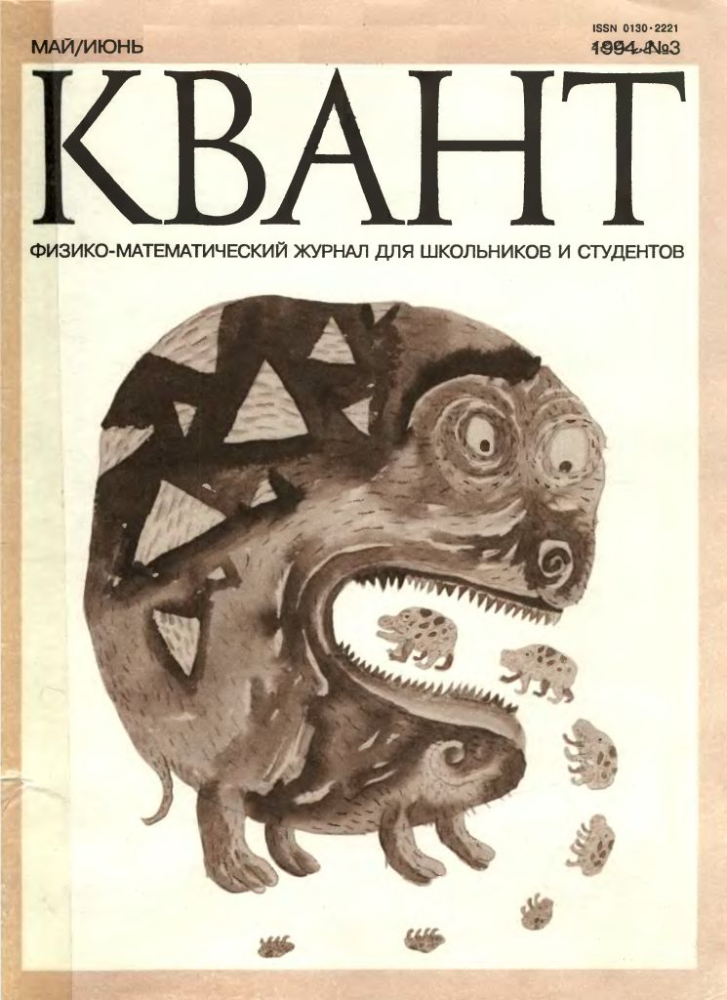 ISSN 0130·2221
МАЙ/ИЮНЬ
1994·№3
КВАНТ
ФИЗИКО-МАТЕМАТИЧЕСКИЙ ЖУРНАЛ ДЛЯ ШКОЛЬНИКОВ И СТУДЕНТОВ